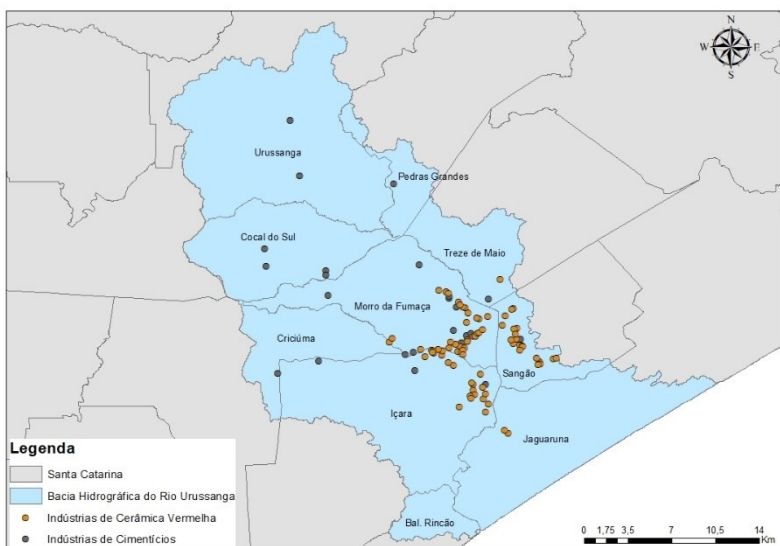 N
W
E
S
Urussanga
Pedras Grandes
Cocal do Sul
Treze de Maio
Morro da Fumaça
Criciúma
Sangão
Içara
Jaguaruna
Bal. Rincão
Legenda
Santa Catarina
Bacia Hidrográfica do Rio Urussanga
Indústrias de Cerâmica Vermelha
Indústrias de Cimentícios
0 1,75 3,5 7 10,5 14
Km